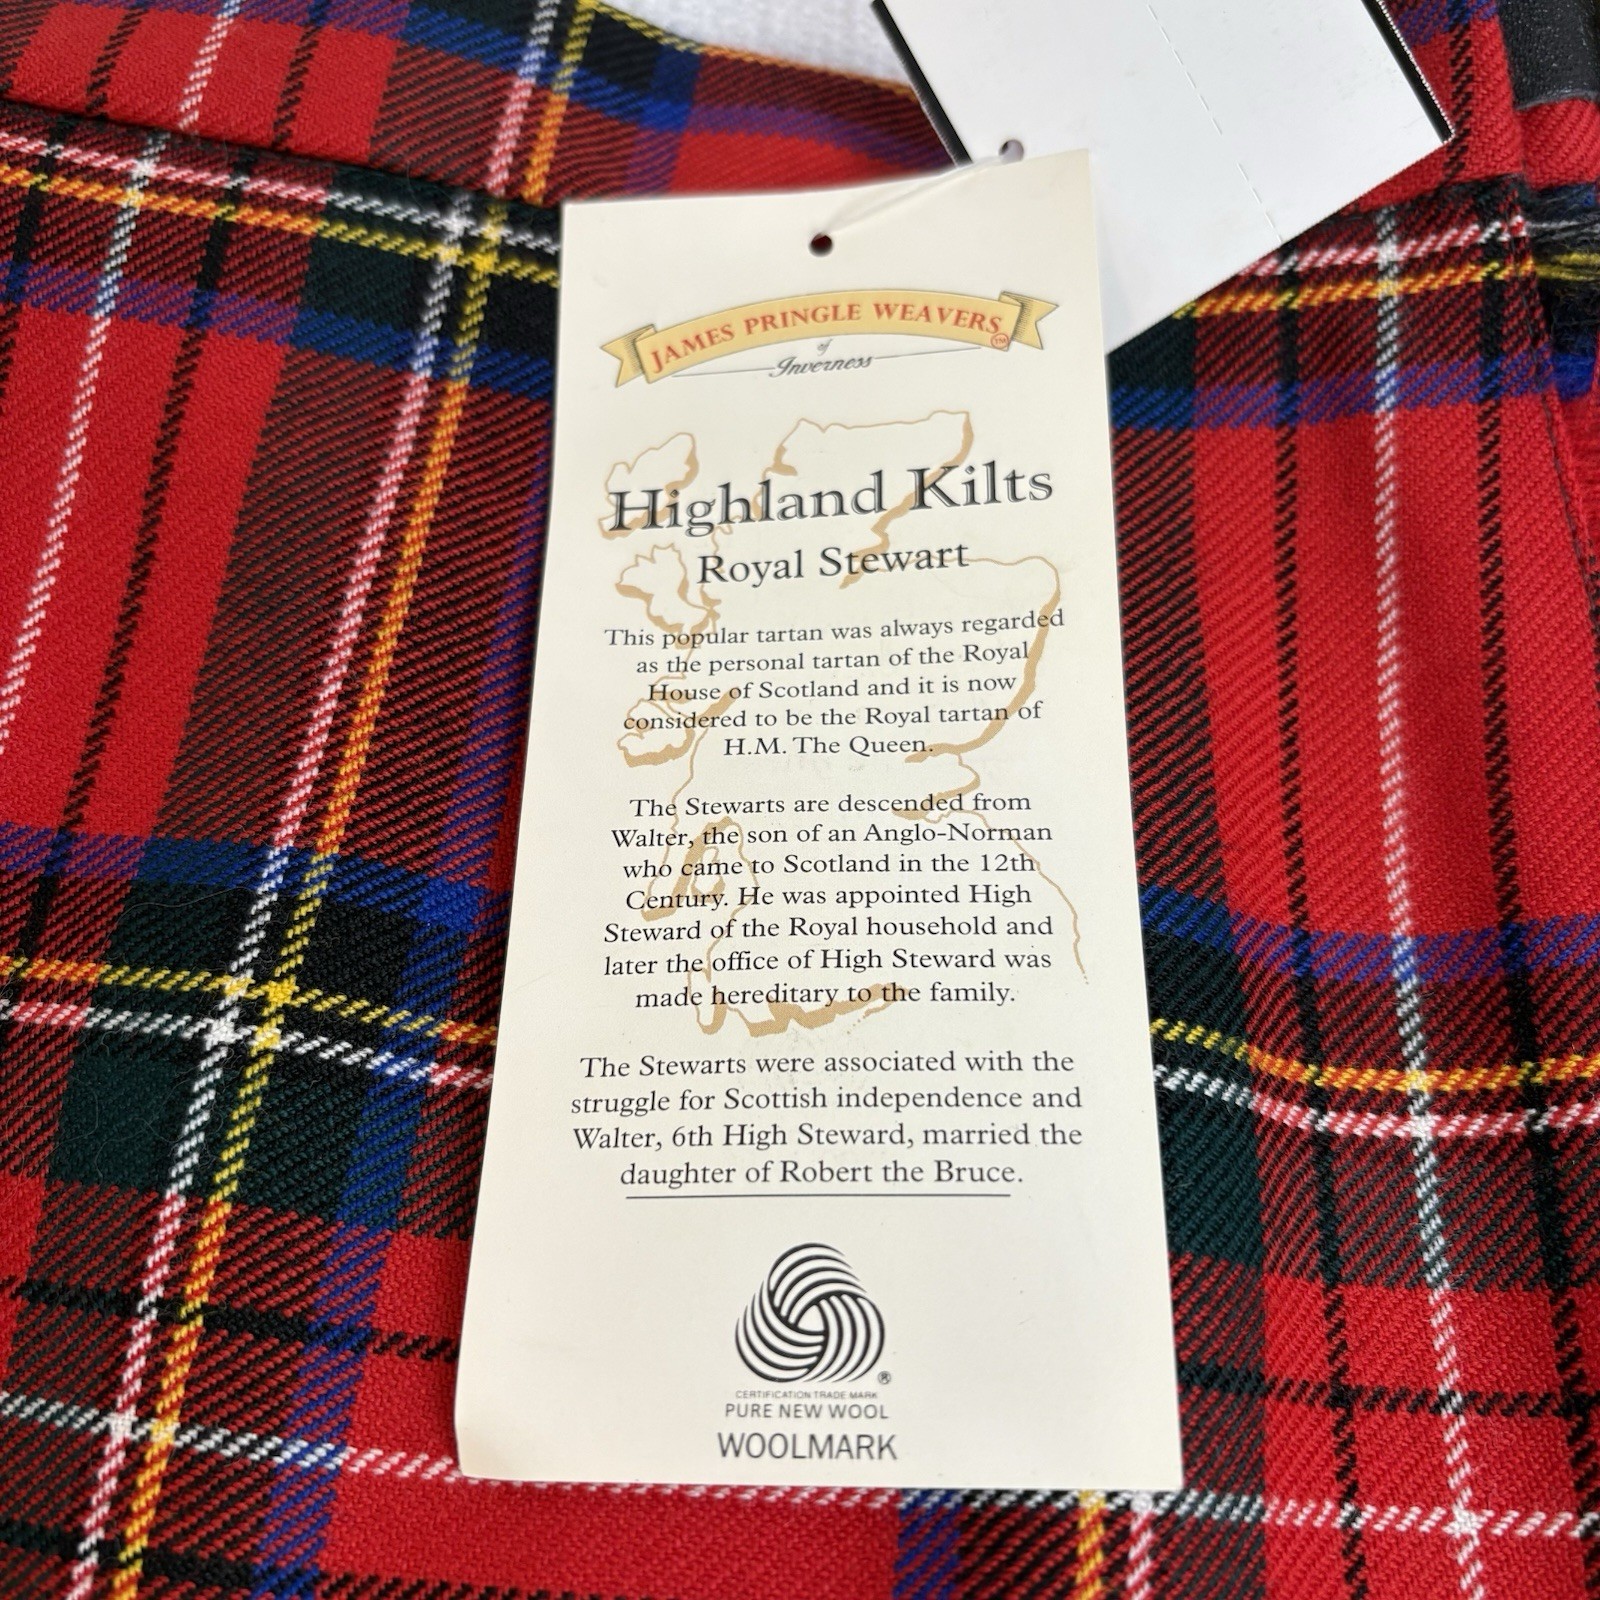 JAMES PRINGLE WEAVERS TM
of
Inverness
Highland Kilts
Royal Stewart
This popular tartan was always regarded
as the personal tartan of the Royal
House of Scotland and it is now
considered to be the Royal tartan of
H.M. The Queen.
The Stewarts are descended from
Walter, the son of an Anglo-Norman
who came to Scotland in the 12th
Century. He was appointed High
Steward of the Royal household and
later the office of High Steward was
made hereditary to the family.
The Stewarts were associated with the
struggle for Scottish independence and
Walter, 6th High Steward, married the
daughter of Robert the Bruce.
®
CERTIFICATION TRADE MARK
PURE NEW WOOL
WOOLMARK